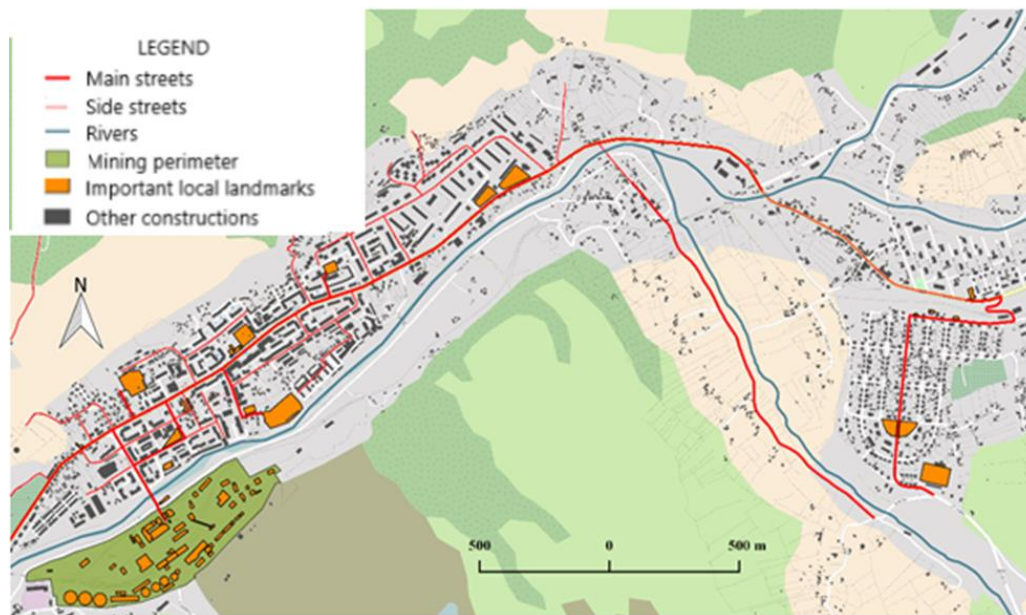 LEGEND
Main streets
Side streets
Rivers
Mining perimeter
Important local landmarks
Other constructions
N
500 0 500 m